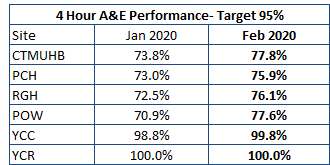 4 Hour A&E Performance- Target 95%
Site Jan 2020 Feb 2020
CTMUHB 73.8% 77.8%
PCH 73.0% 75.9%
RGH 72.5% 76.1%
POW 70.9% 77.6%
YCC 98.8% 99.8%
YCR 100.0% 100.0%